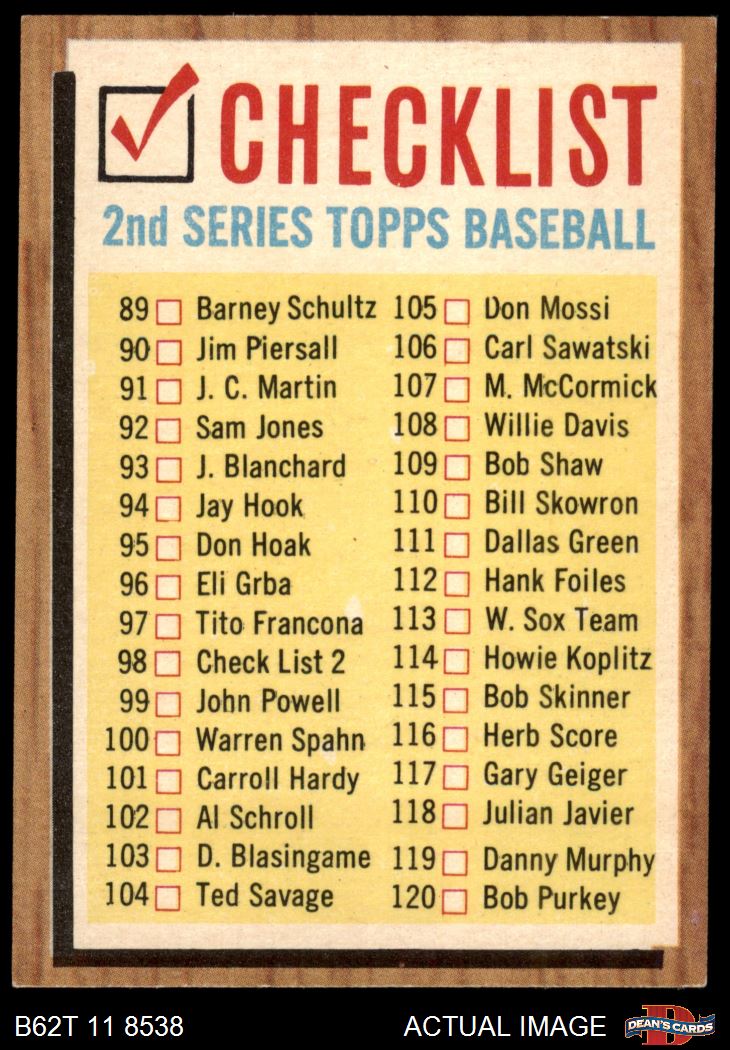 CHECKLIST
2nd SERIES TOPPS BASEBALL
89 Barney Schultz
90 Jim Piersall
91 J. C. Martin
92 Sam Jones
93 J. Blanchard
94 Jay Hook
95 Don Hoak
96 Eli Grba
97 Tito Francona
98 Check List 2
99 John Powell
100 Warren Spahn
101 Carroll Hardy
102 Al Schroll
103 D. Blasingame
104 Ted Savage
105 Don Mossi
106 Carl Sawatski
107 M. McCormick
108 Willie Davis
109 Bob Shaw
110 Bill Skowron
111 Dallas Green
112 Hank Foiles
113 W. Sox Team
114 Howie Koplitz
115 Bob Skinner
116 Herb Score
117 Gary Geiger
118 Julian Javier
119 Danny Murphy
120 Bob Purkey
B62T 11 8538
ACTUAL IMAGE
D
DEAN'S CARDS